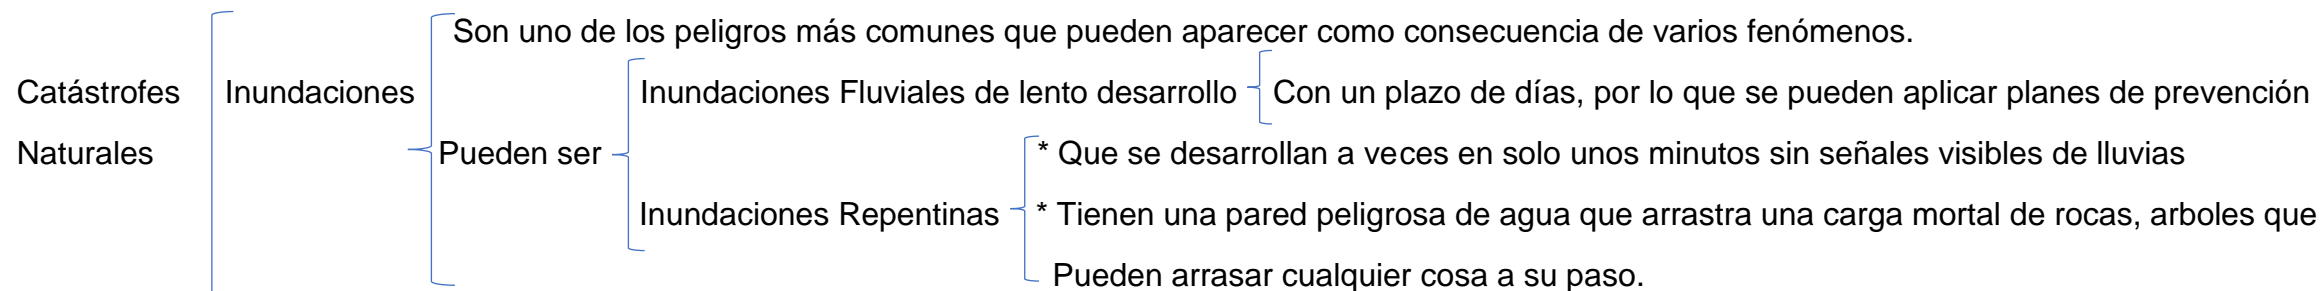 Son uno de los peligros más comunes que pueden aparecer como consecuencia de varios fenómenos.
Catástrofes Inundaciones Inundaciones Fluviales de lento desarrollo Con un plazo de días, por lo que se pueden aplicar planes de prevención
Naturales Pueden ser * Que se desarrollan a veces en solo unos minutos sin señales visibles de lluvias
Inundaciones Repentinas * Tienen una pared peligrosa de agua que arrastra una carga mortal de rocas, arboles que
Pueden arrasar cualquier cosa a su paso.